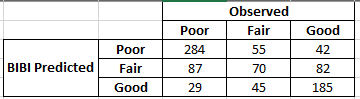 Observed
Poor Fair Good
BIBI Predicted Poor 284 55 42
Fair 87 70 82
Good 29 45 185